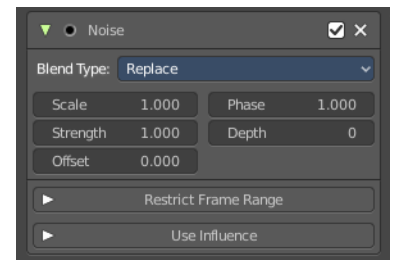 Noise
Blend Type: Replace
Scale 1.000 Phase 1.000
Strength 1.000 Depth 0
Offset 0.000
Restrict Frame Range
Use Influence